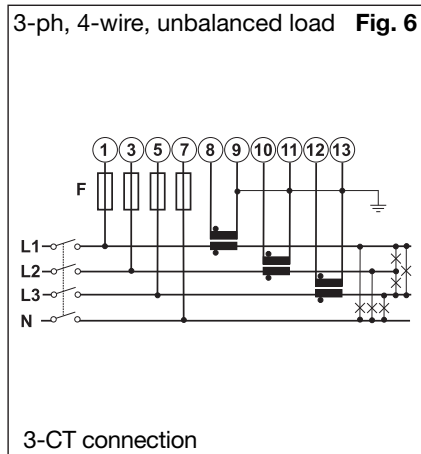 3-ph, 4-wire, unbalanced load Fig. 6
1 3 5 7 8 9 10 11 12 13
F
L1
L2
L3
N
3-CT connection